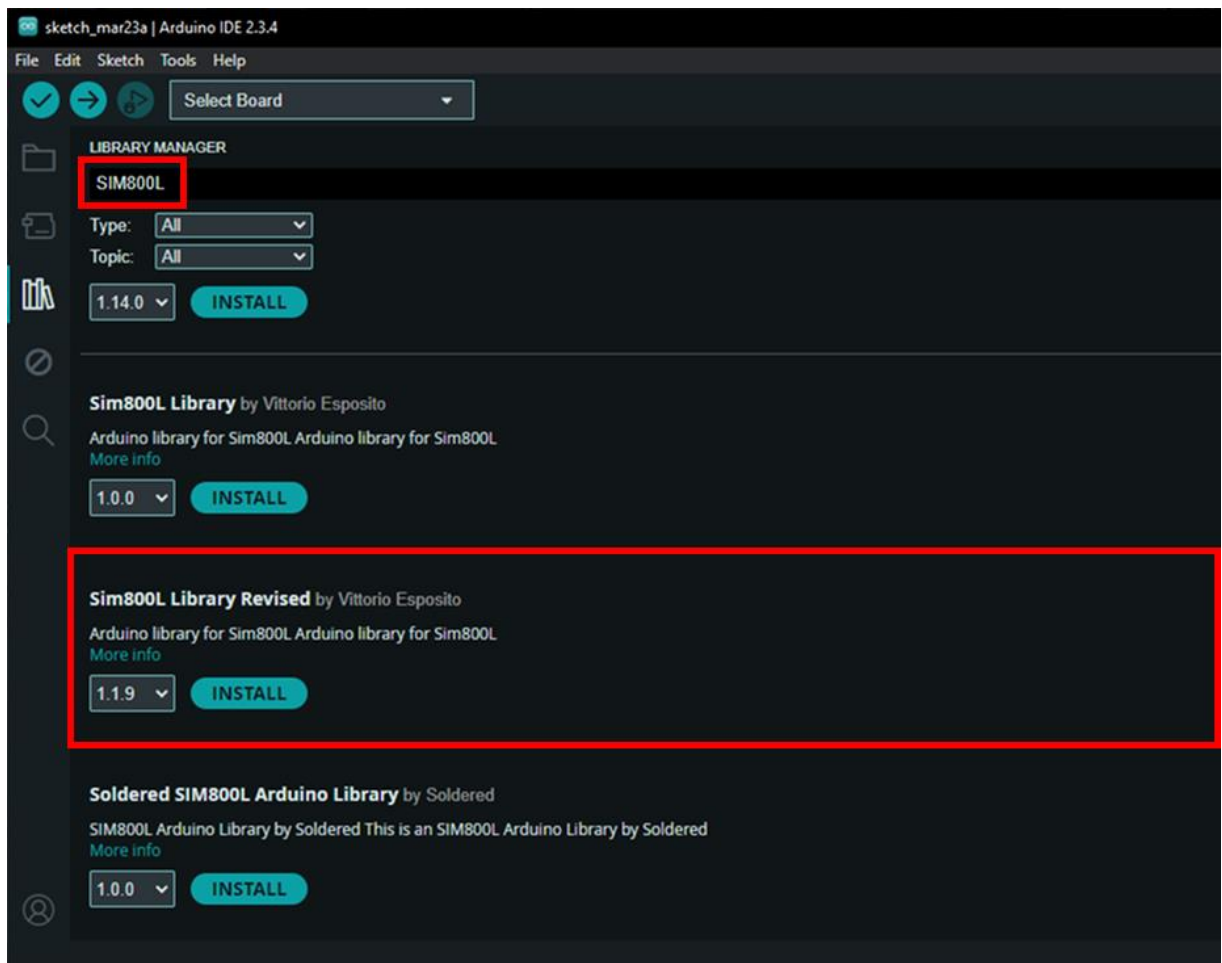 sketch_mar23a | Arduino IDE 2.3.4
File Edit Sketch Tools Help
Select Board
LIBRARY MANAGER
SIM800L
Type: All
Topic: All
1.14.0 INSTALL
Sim800L Library by Vittorio Esposito
Arduino library for Sim800L Arduino library for Sim800L
More info
1.0.0 INSTALL
Sim800L Library Revised by Vittorio Esposito
Arduino library for Sim800L Arduino library for Sim800L
More info
1.1.9 INSTALL
Soldered SIM800L Arduino Library by Soldered
SIM800L Arduino Library by Soldered This is an SIM800L Arduino Library by Soldered
More info
1.0.0 INSTALL